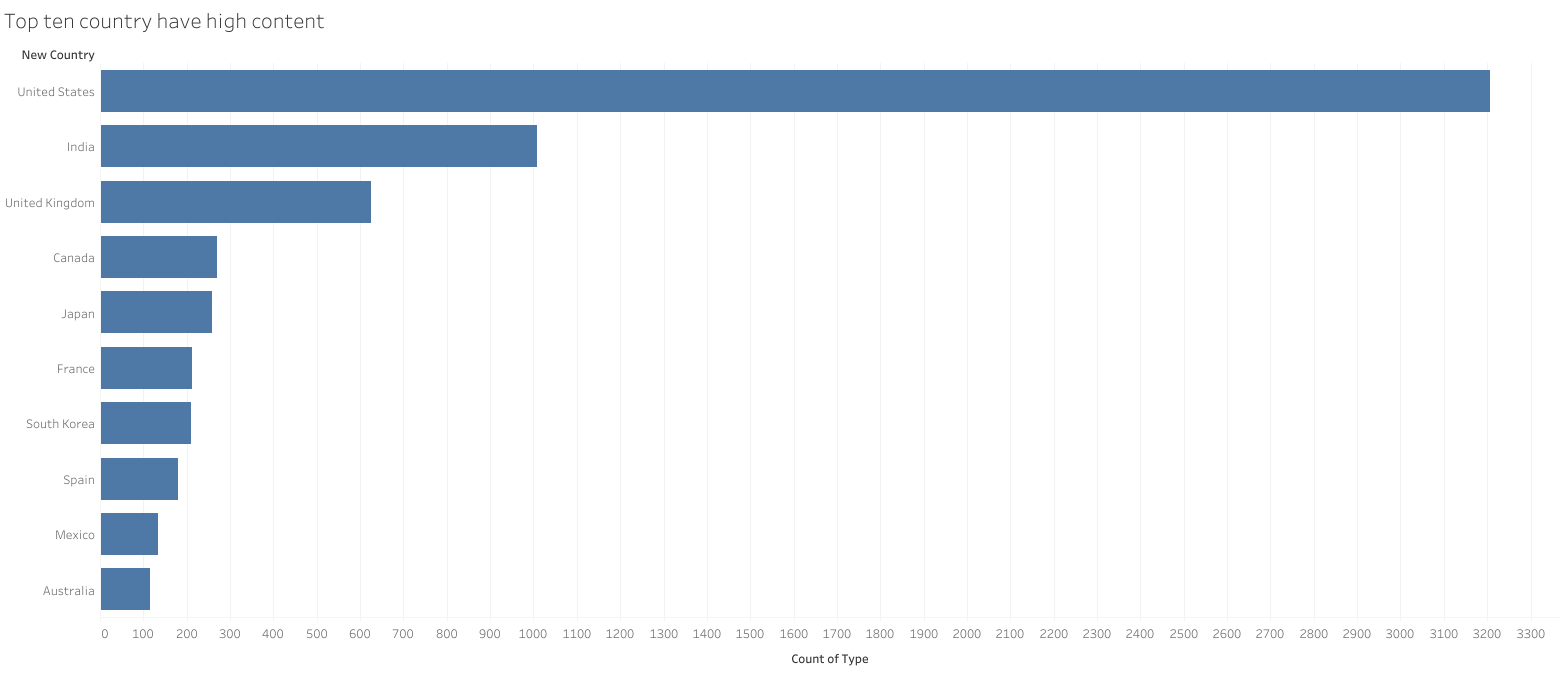 Top ten country have high content
New Country
United States
India
United Kingdom
Canada
Japan
France
South Korea
Spain
Mexico
Australia
0 100 200 300 400 500 600 700 800 900 1000 1100 1200 1300 1400 1500 1600 1700 1800 1900 2000 2100 2200 2300 2400 2500 2600 2700 2800 2900 3000 3100 3200 3300
Count of Type